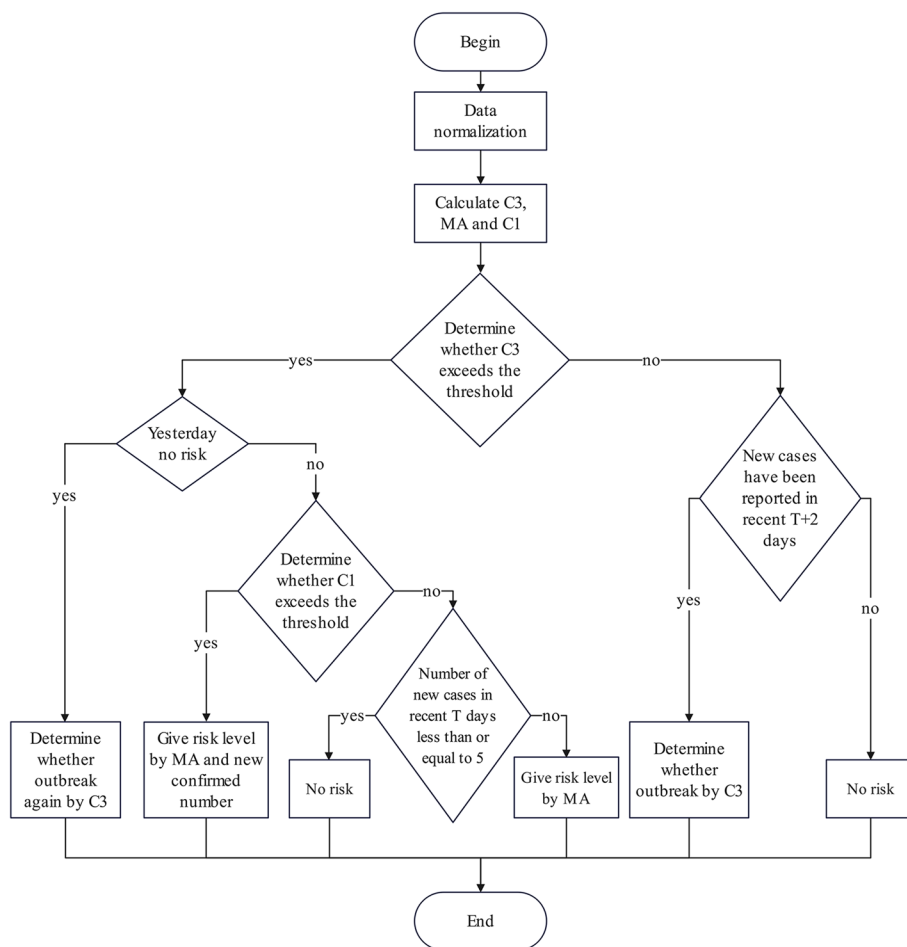 Begin
Data
normalization
Calculate C3,
MA and C1
Determine
whether C3
exceeds the
threshold
yes
no
Yesterday
no risk
yes
no
New cases
have been
reported in
recent T+2
days
yes
no
Determine
whether C1
exceeds the
threshold
yes
no
Number of
new cases in
recent T days
less than or
equal to 5
yes
no
Determine
whether
outbreak
again by C3
Give risk level
by MA and new
confirmed
number
No risk
Give risk level
by MA
Determine
whether
outbreak by C3
No risk
End